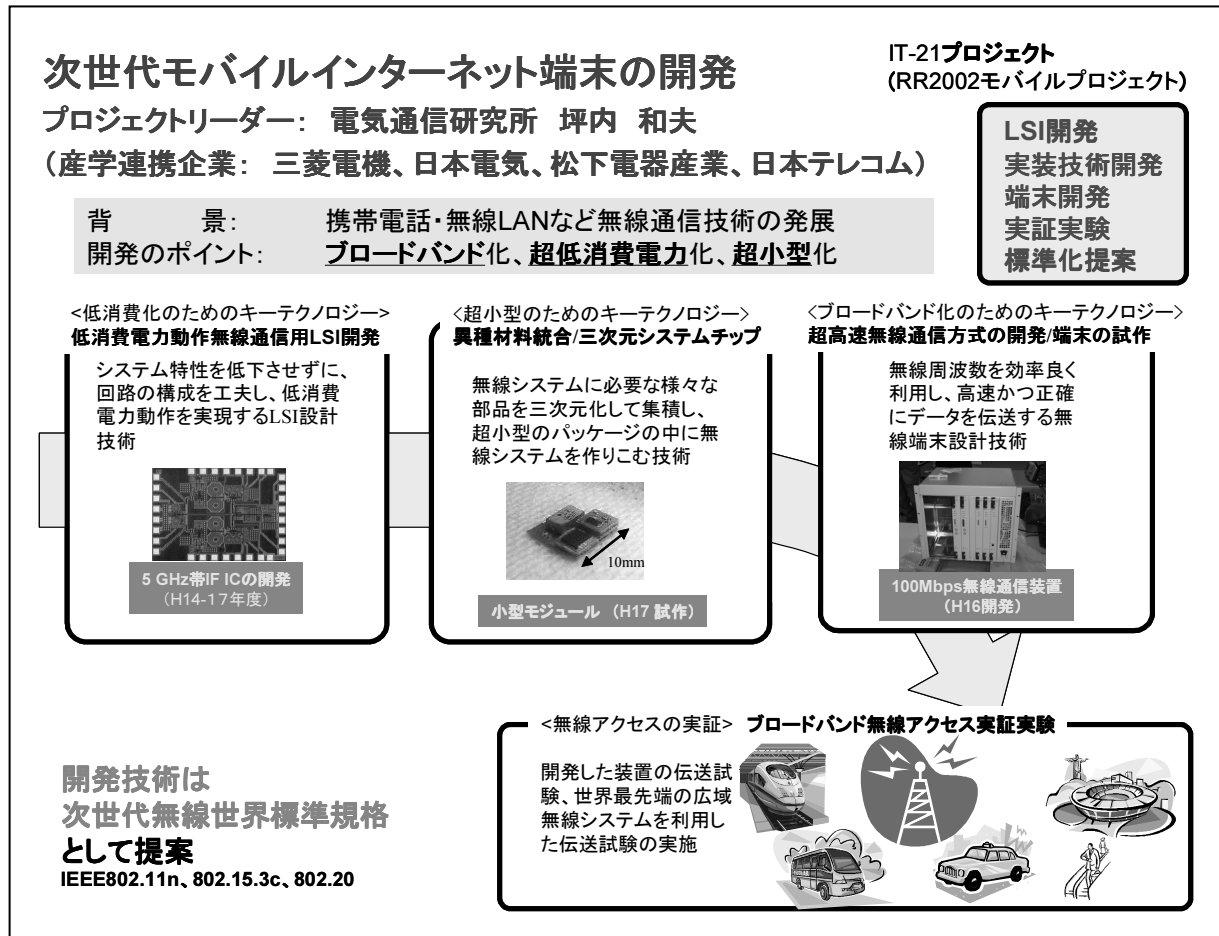 次世代モバイルインターネット端末の開発
プロジェクトリーダー： 電気通信研究所 坪内 和夫
（産学連携企業： 三菱電機、日本電気、松下電器産業、日本テレコム）
IT-21プロジェクト
(RR2002モバイルプロジェクト)
LSI開発
実装技術開発
端末開発
実証実験
標準化提案
背 景： 携帯電話・無線LANなど無線通信技術の発展
開発のポイント： ブロードバンド化、超低消費電力化、超小型化
<低消費化のためのキーテクノロジー>
低消費電力動作無線通信用LSI開発
システム特性を低下させずに、
回路の構成を工夫し、低消費
電力動作を実現するLSI設計
技術
5 GHz帯IF ICの開発
（H14-１7年度）
〈超小型のためのキーテクノロジー〉
異種材料統合/三次元システムチップ
無線システムに必要な様々な
部品を三次元化して集積し、
超小型のパッケージの中に無
線システムを作りこむ技術
10mm
小型モジュール （H17 試作）
〈ブロードバンド化のためのキーテクノロジー〉
超高速無線通信方式の開発/端末の試作
無線周波数を効率良く
利用し、高速かつ正確
にデータを伝送する無
線端末設計技術
100Mbps無線通信装置
（H16開発）
<無線アクセスの実証> ブロードバンド無線アクセス実証実験
開発した装置の伝送試
験、世界最先端の広域
無線システムを利用し
た伝送試験の実施
開発技術は
次世代無線世界標準規格
として提案
IEEE802.11n、802.15.3c、802.20